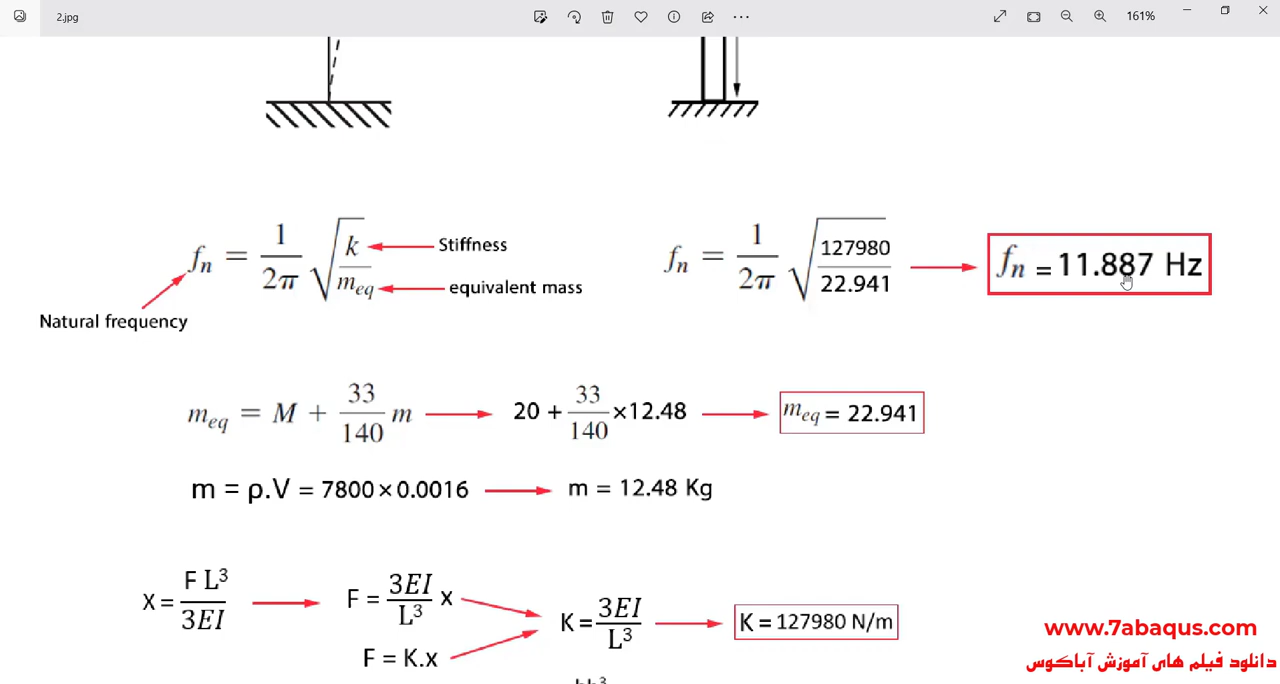 2.jpg
161%
fn = 1/2π √(k/meq)
Stiffness
equivalent mass
Natural frequency
fn = 1/2π √(127980/22.941)
fn = 11.887 Hz
meq = M + 33/140 m
20 + 33/140 × 12.48
meq = 22.941
m = ρ.V = 7800 × 0.0016
m = 12.48 Kg
X = F L³/3EI
F = 3EI/L³ x
F = K.x
K = 3EI/L³
K = 127980 N/m
www.7abaqus.com
دانلود فیلم های آموزش آباکوس